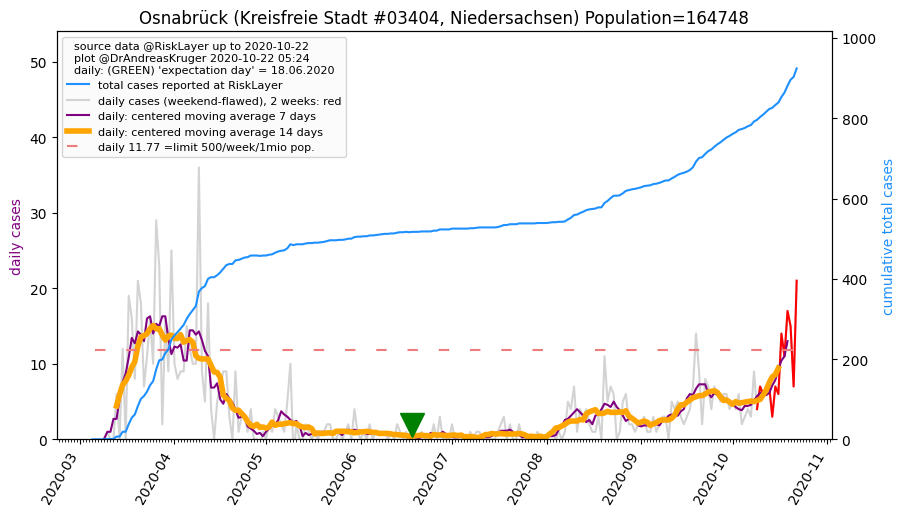 Osnabrück (Kreisfreie Stadt #03404, Niedersachsen) Population=164748
source data @RiskLayer up to 2020-10-22
plot @DrAndreasKruger 2020-10-22 05:24
daily: (GREEN) 'expectation day' = 18.06.2020
total cases reported at RiskLayer
daily cases (weekend-flawed), 2 weeks: red
daily: centered moving average 7 days
daily: centered moving average 14 days
daily 11.77 =limit 500/week/1mio pop.
daily cases
50
40
30
20
10
0
1000
800
600
400
200
0
cumulative total cases
2020-03
2020-04
2020-05
2020-06
2020-07
2020-08
2020-09
2020-10
2020-11